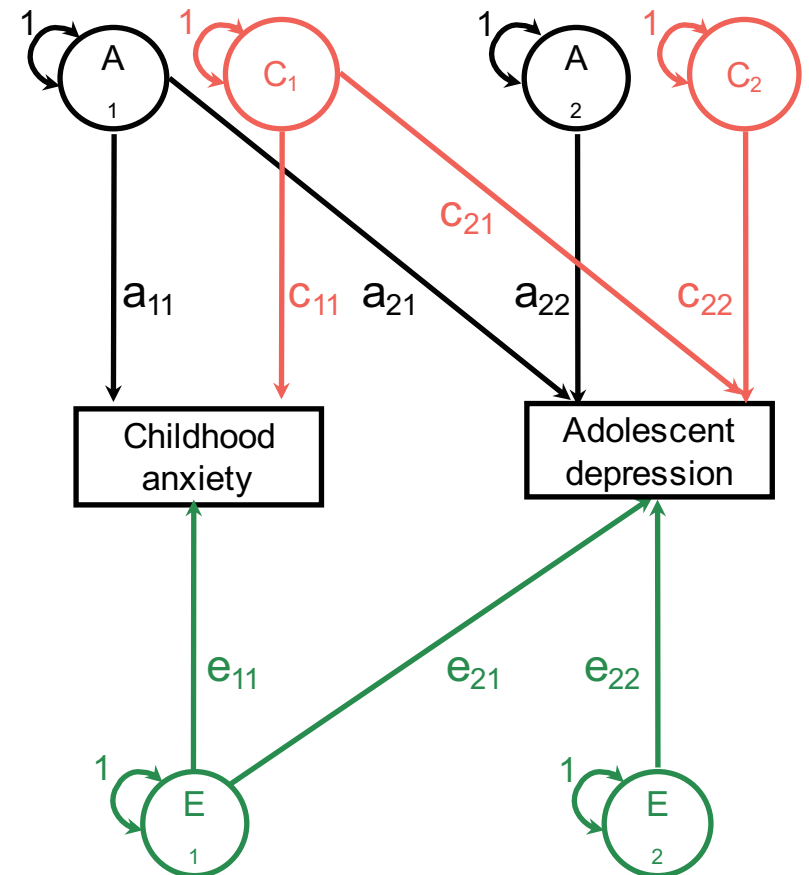 1
A
1
1
C₁
1
A
2
1
C₂
c₂₁
a₁₁
c₁₁
a₂₁
a₂₂
c₂₂
Childhood
anxiety
Adolescent
depression
e₁₁
e₂₁
e₂₂
1
E
1
1
E
2